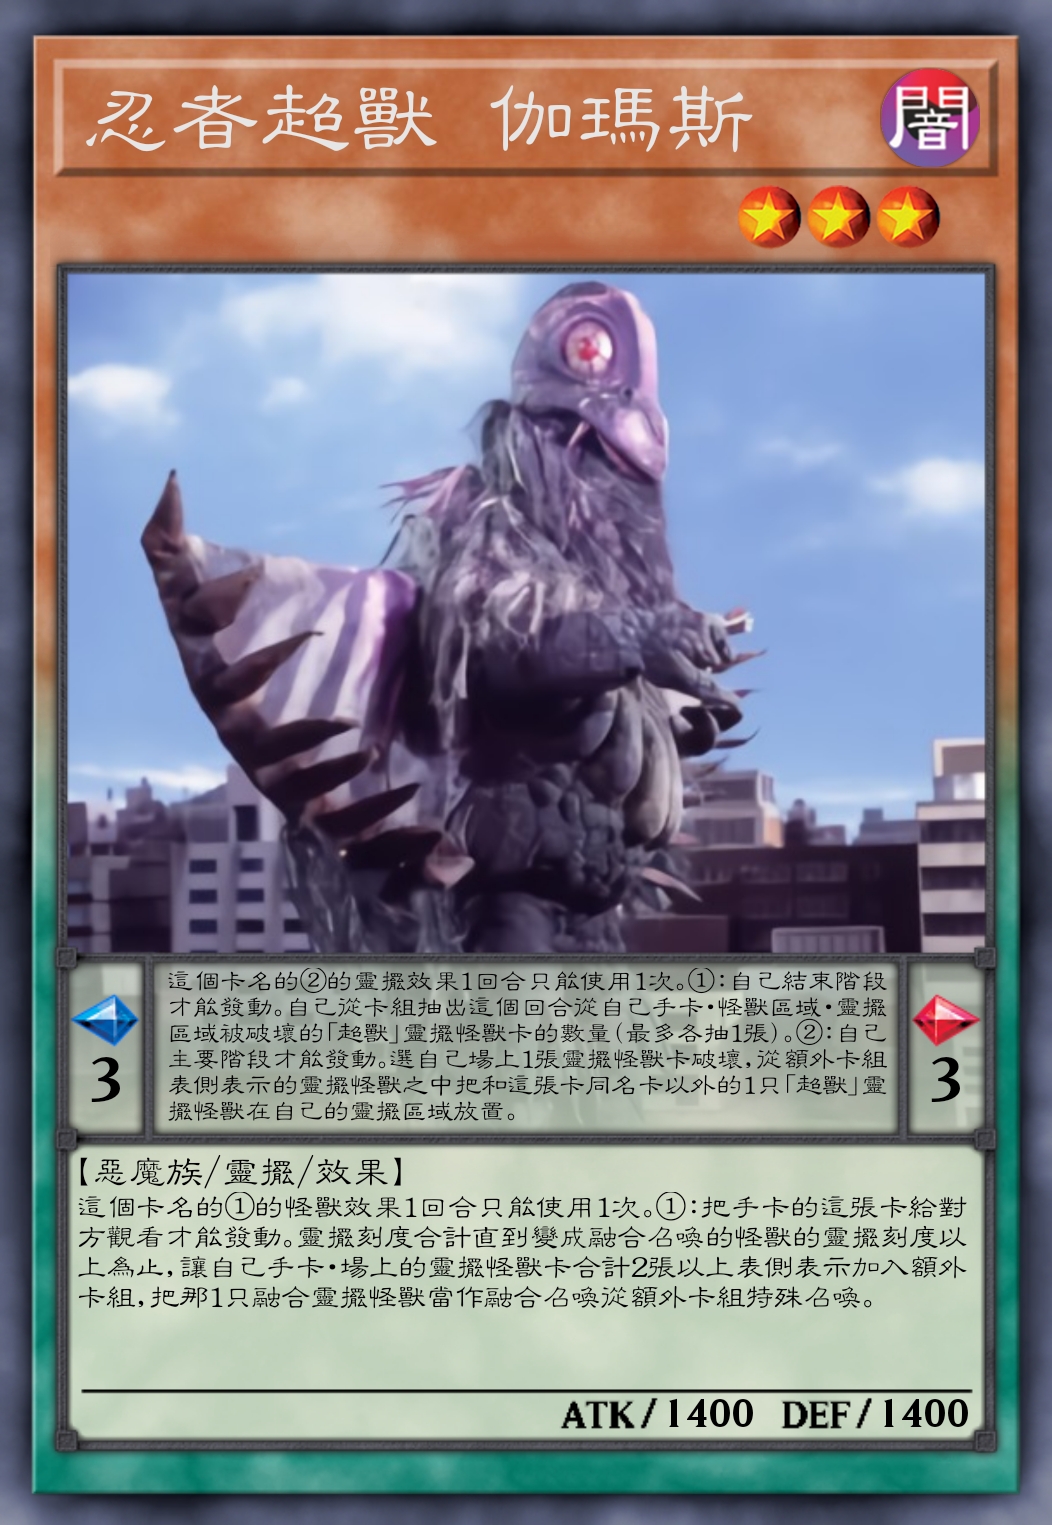 忍者超獸 伽瑪斯
闇
這個卡名的②的靈擺效果1回合只能使用1次。①:自己結束階段
才能發動。自己從卡組抽出這個回合從自己手卡・怪獸區域・靈擺
區域被破壞的「超獸」靈擺怪獸卡的數量(最多各抽1張)。②:自己
主要階段才能發動。選自己場上1張靈擺怪獸卡破壞,從額外卡組
表側表示的靈擺怪獸之中把和這張卡同名卡以外的1只「超獸」靈
擺怪獸在自己的靈擺區域放置。
3
3
【惡魔族/靈擺/效果】
這個卡名的①的怪獸效果1回合只能使用1次。①:把手卡的這張卡給對
方觀看才能發動。靈擺刻度合計直到變成融合召喚的怪獸的靈擺刻度以
上為止,讓自己手卡・場上的靈擺怪獸卡合計2張以上表側表示加入額外
卡組,把那1只融合靈擺怪獸當作融合召喚從額外卡組特殊召喚。
ATK/1400 DEF/1400